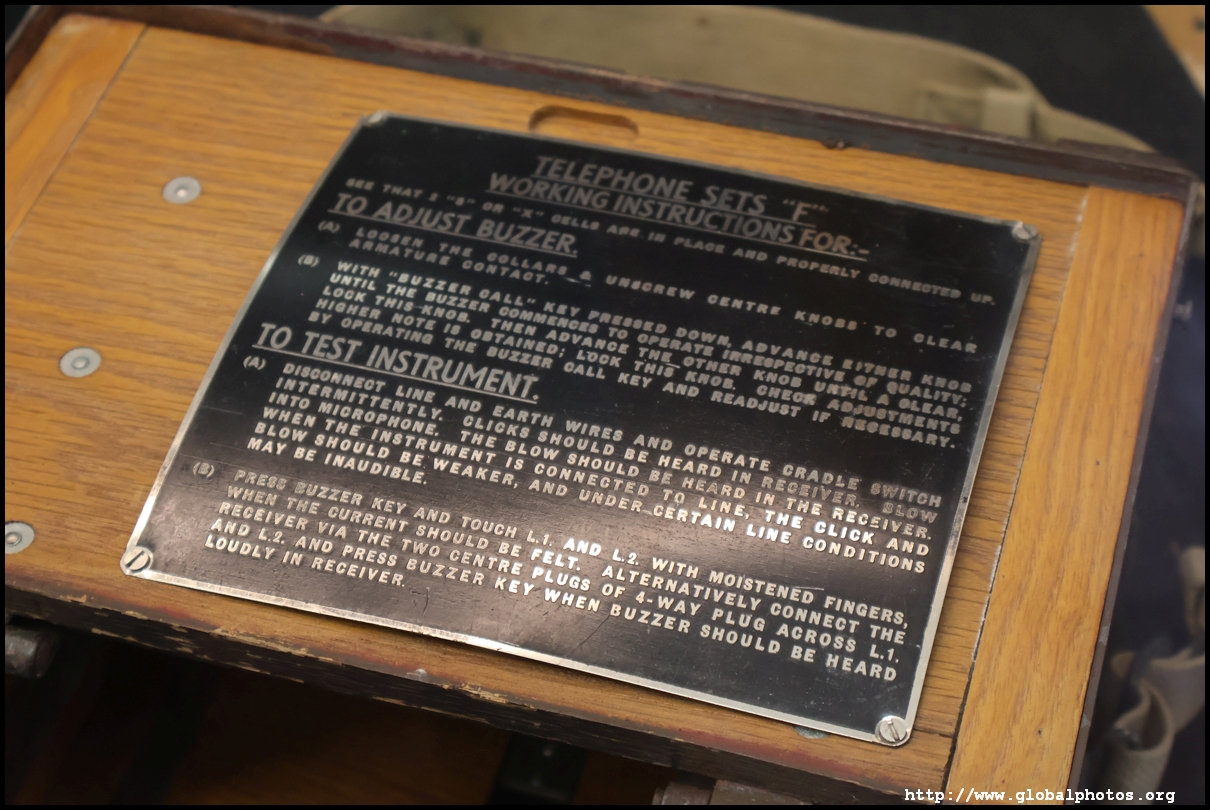 TELEPHONE SETS "F"
WORKING INSTRUCTIONS FOR:-
SEE THAT 2 "S" OR "X" CELLS ARE IN PLACE AND PROPERLY CONNECTED UP.
TO ADJUST BUZZER.
(A) LOOSEN THE COLLARS & UNSCREW CENTRE KNOBS TO CLEAR
ARMATURE CONTACT.
(B) WITH "BUZZER CALL" KEY PRESSED DOWN, ADVANCE EITHER KNOB
UNTIL THE BUZZER COMMENCES TO OPERATE IRRESPECTIVE OF QUALITY;
LOCK THIS KNOB. THEN ADVANCE THE OTHER KNOB UNTIL A CLEAR,
HIGHER NOTE IS OBTAINED; LOCK THIS KNOB. CHECK ADJUSTMENTS
BY OPERATING THE BUZZER CALL KEY AND READJUST IF NECESSARY.
TO TEST INSTRUMENT.
(A) DISCONNECT LINE AND EARTH WIRES AND OPERATE CRADLE SWITCH
INTERMITTENTLY. CLICKS SHOULD BE HEARD IN RECEIVER. BLOW
INTO MICROPHONE. THE BLOW SHOULD BE HEARD IN THE RECEIVER.
WHEN THE INSTRUMENT IS CONNECTED TO LINE, THE CLICK AND
BLOW SHOULD BE WEAKER, AND UNDER CERTAIN LINE CONDITIONS
MAY BE INAUDIBLE.
(B) PRESS BUZZER KEY AND TOUCH L.1. AND L.2. WITH MOISTENED FINGERS,
WHEN THE CURRENT SHOULD BE FELT. ALTERNATIVELY CONNECT THE
RECEIVER VIA THE TWO CENTRE PLUGS OF 4-WAY PLUG ACROSS L.1.
AND L.2. AND PRESS BUZZER KEY WHEN BUZZER SHOULD BE HEARD
LOUDLY IN RECEIVER.
http://www.globalphotos.org